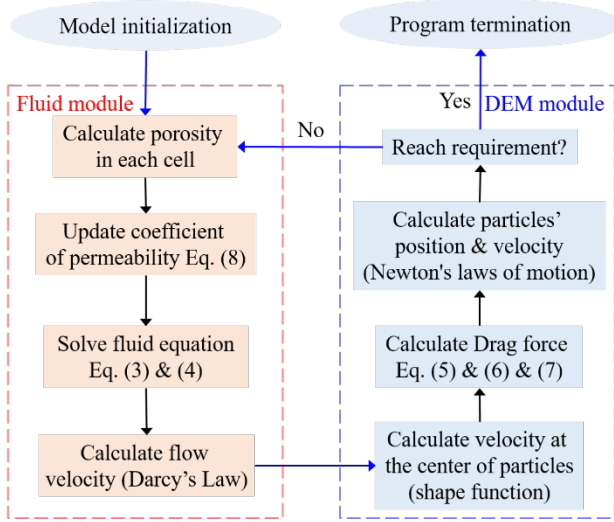 Model initialization
Program termination
Fluid module
Calculate porosity
in each cell
Update coefficient
of permeability Eq. (8)
Solve fluid equation
Eq. (3) & (4)
Calculate flow
velocity (Darcy’s Law)
No
Yes
DEM module
Reach requirement?
Calculate particles’
position & velocity
(Newton's laws of motion)
Calculate Drag force
Eq. (5) & (6) & (7)
Calculate velocity at
the center of particles
(shape function)